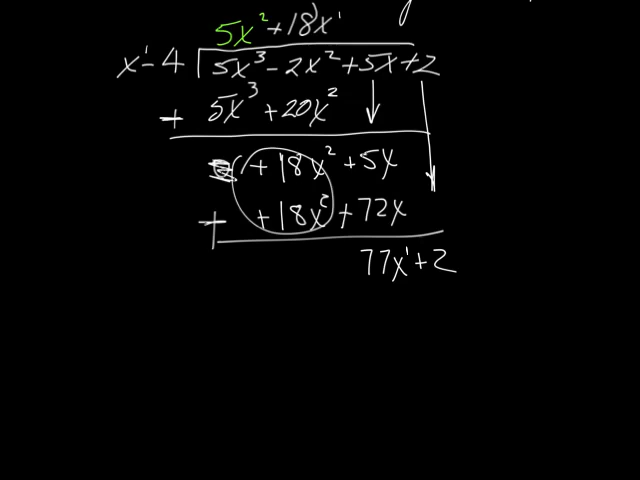 5x² + 18x¹
x¹ - 4 √5x³ - 2x² + 5x + 2
+ 5x³ + 20x²
+ 18x² + 5x
+ + 18x² + 72x
77x¹ + 2